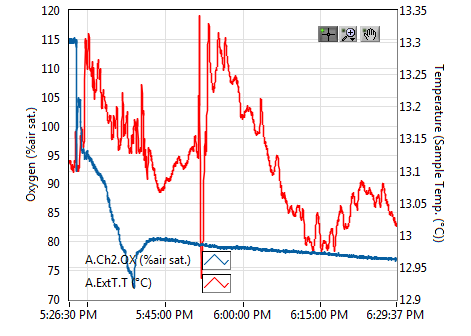 120
115
110
105
100
95
90
85
80
75
70
Oxygen (%air sat.)
13.35
13.3
13.25
13.2
13.15
13.1
13.05
13
12.95
12.9
Temperature (Sample Temp. (°C))
A.Ch2.OX (%air sat.)
A.ExtT.T (°C)
5:26:30 PM
5:45:00 PM
6:00:00 PM
6:15:00 PM
6:29:37 PM